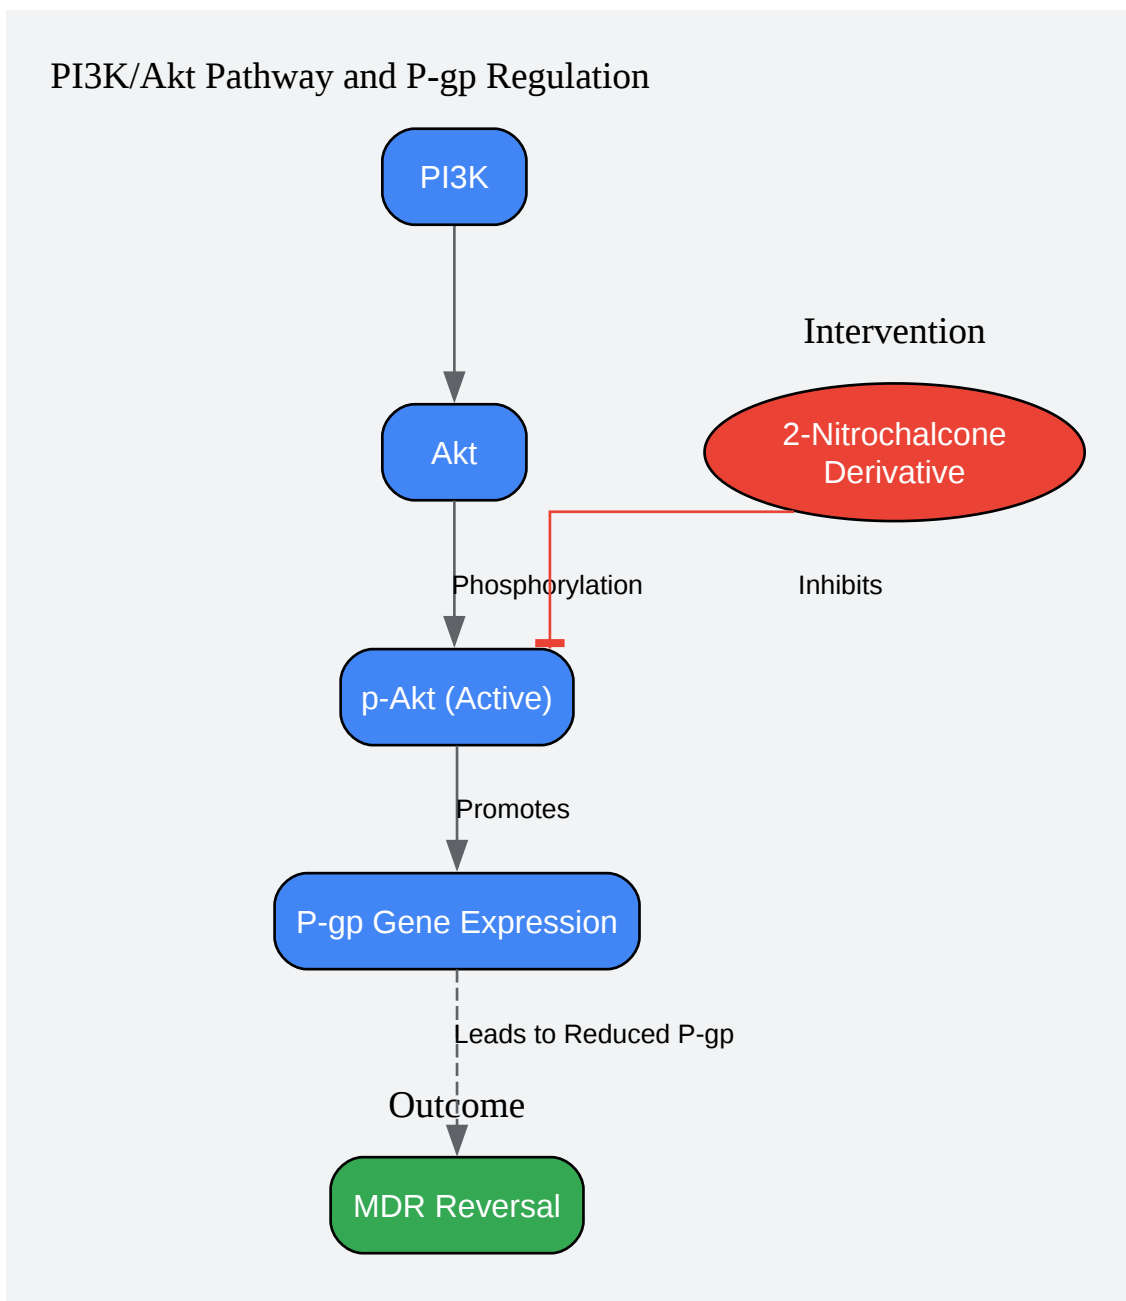 PI3K/Akt Pathway and P-gp Regulation
PI3K
Intervention
Akt
2-Nitrochalcone
Derivative
Phosphorylation
Inhibits
p-Akt (Active)
Promotes
P-gp Gene Expression
Leads to Reduced P-gp
Outcome
MDR Reversal